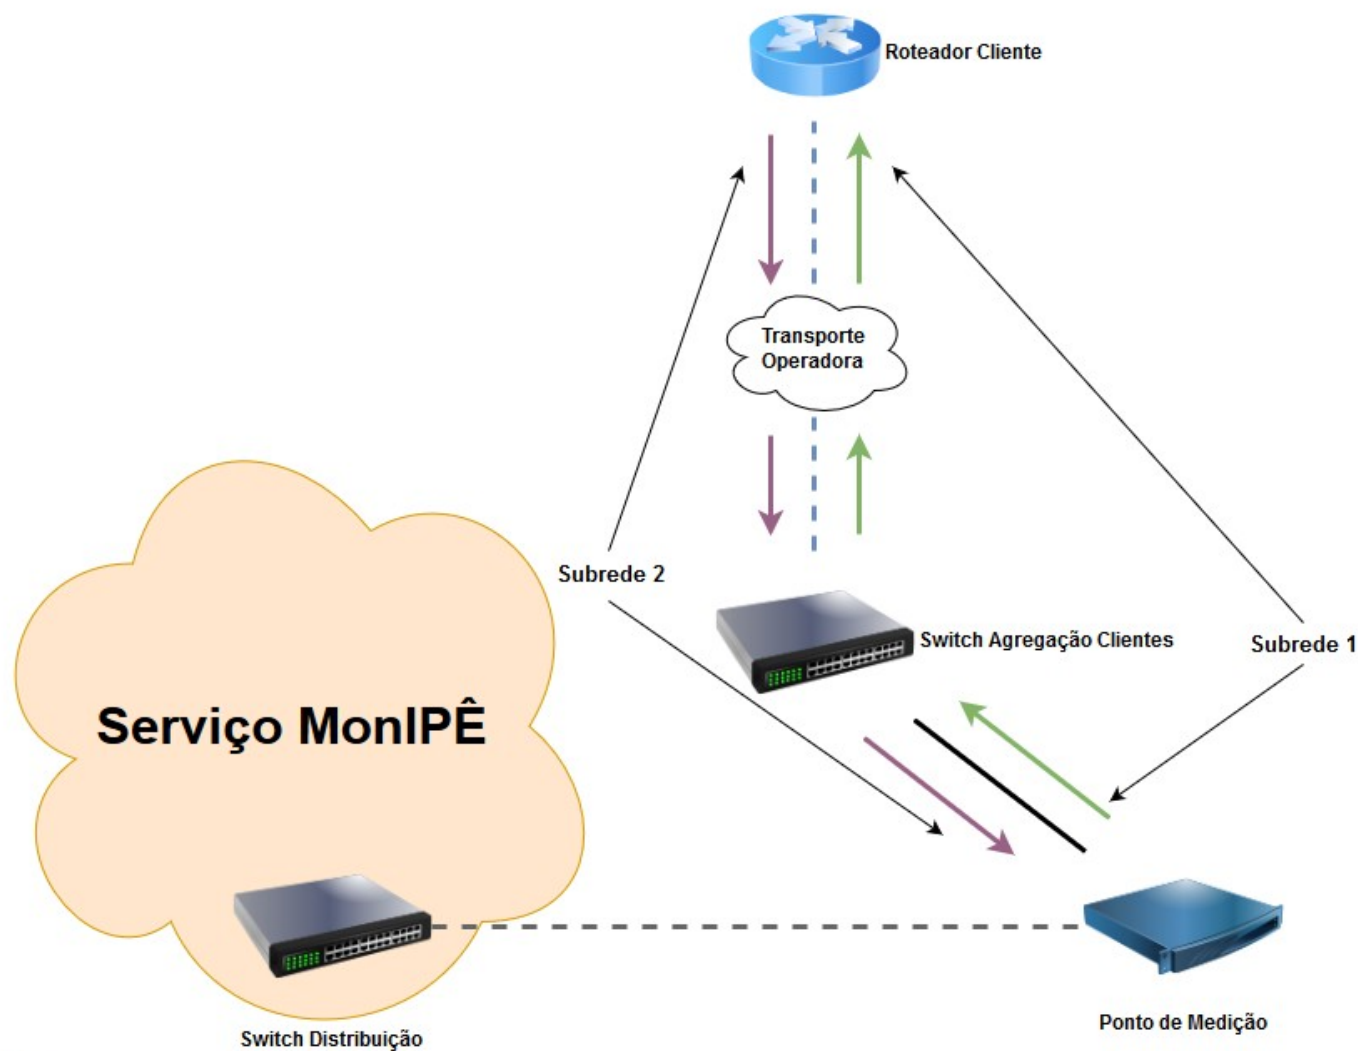 Roteador Cliente
Transporte
Operadora
Subrede 2
Switch Agregação Clientes
Subrede 1
Serviço MonIPÊ
Ponto de Medição
Switch Distribuição